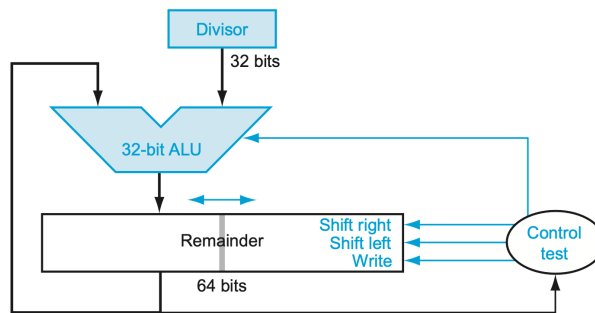 Divisor
32 bits
32-bit ALU
Remainder
Shift right
Shift left
Write
Control
test
64 bits